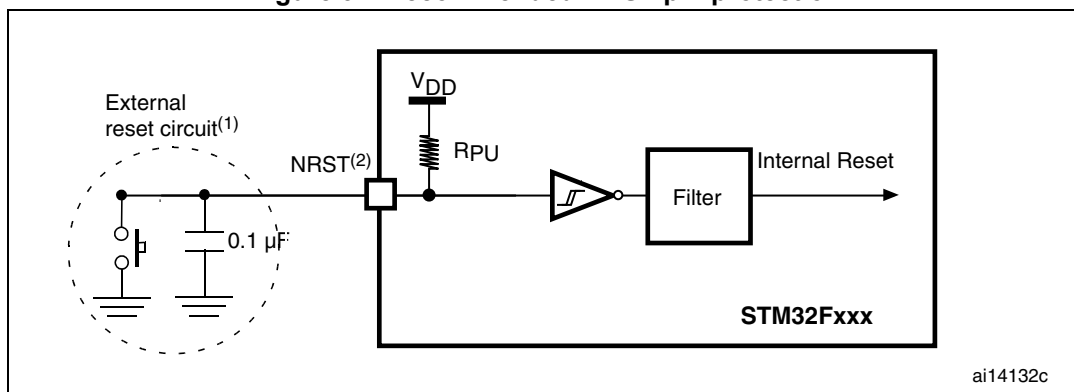 External
reset circuit(1)
VDD
RPU
NRST(2)
Internal Reset
Filter
0.1 μF
STM32Fxxx
ai14132c